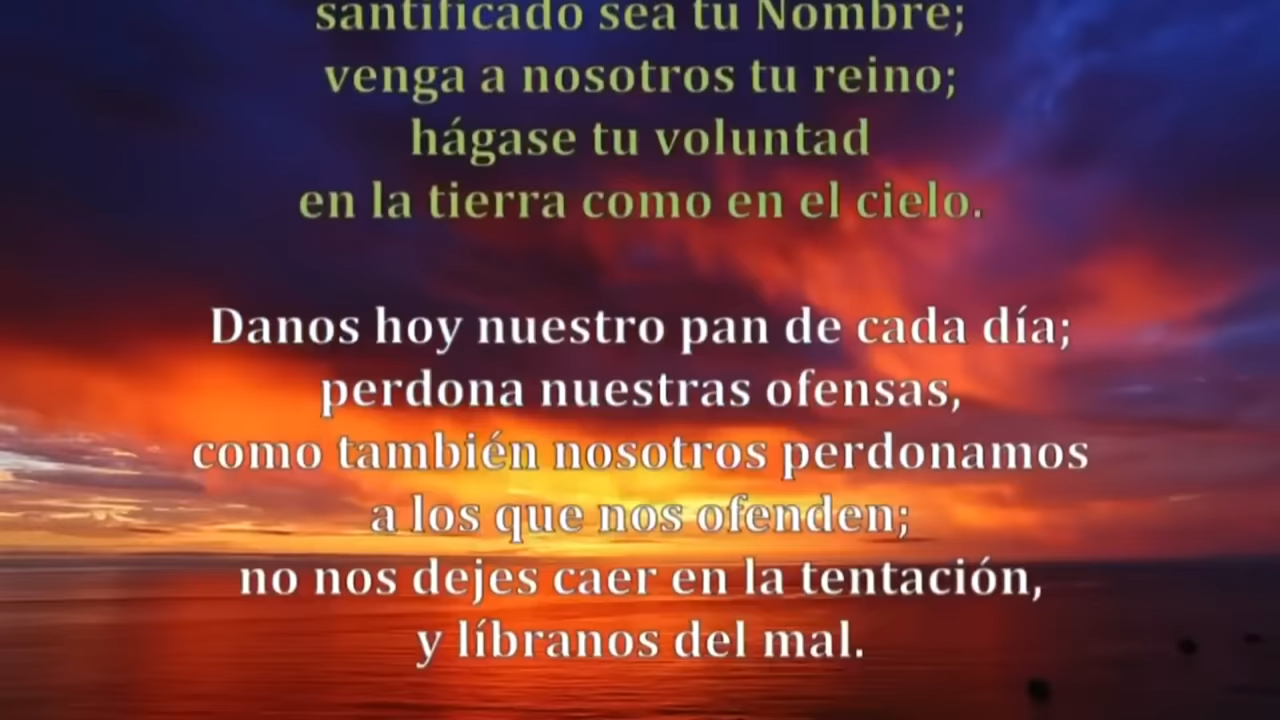 santificado sea tu Nombre;
venga a nosotros tu reino;
hágase tu voluntad
en la tierra como en el cielo.
Danos hoy nuestro pan de cada día;
perdona nuestras ofensas,
como también nosotros perdonamos
a los que nos ofenden;
no nos dejes caer en la tentación,
y líbranos del mal.